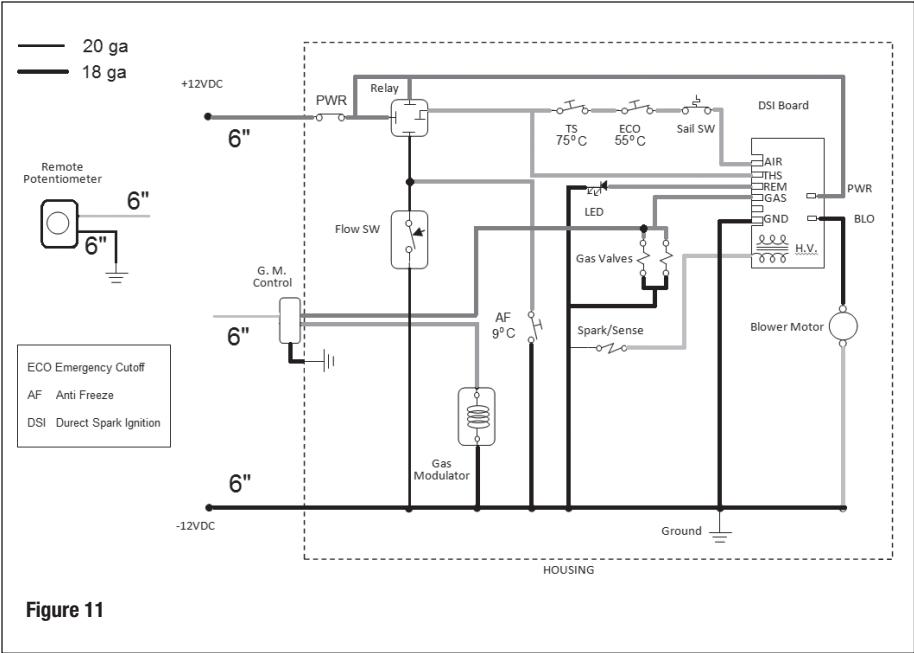 20 ga
18 ga
+12VDC
6"
PWR
Relay
TS
75°C
ECO
55°C
Sail SW
DSI Board
AIR
THS
REM
GAS
GND
PWR
BLO
H.V.
Remote
Potentiometer
6"
6"
Flow SW
LED
Gas Valves
G. M.
Control
6"
AF
9°C
Spark/Sense
Blower Motor
ECO Emergency Cutoff
AF Anti Freeze
DSI Durect Spark Ignition
Gas
Modulator
6"
-12VDC
Ground
HOUSING
Figure 11